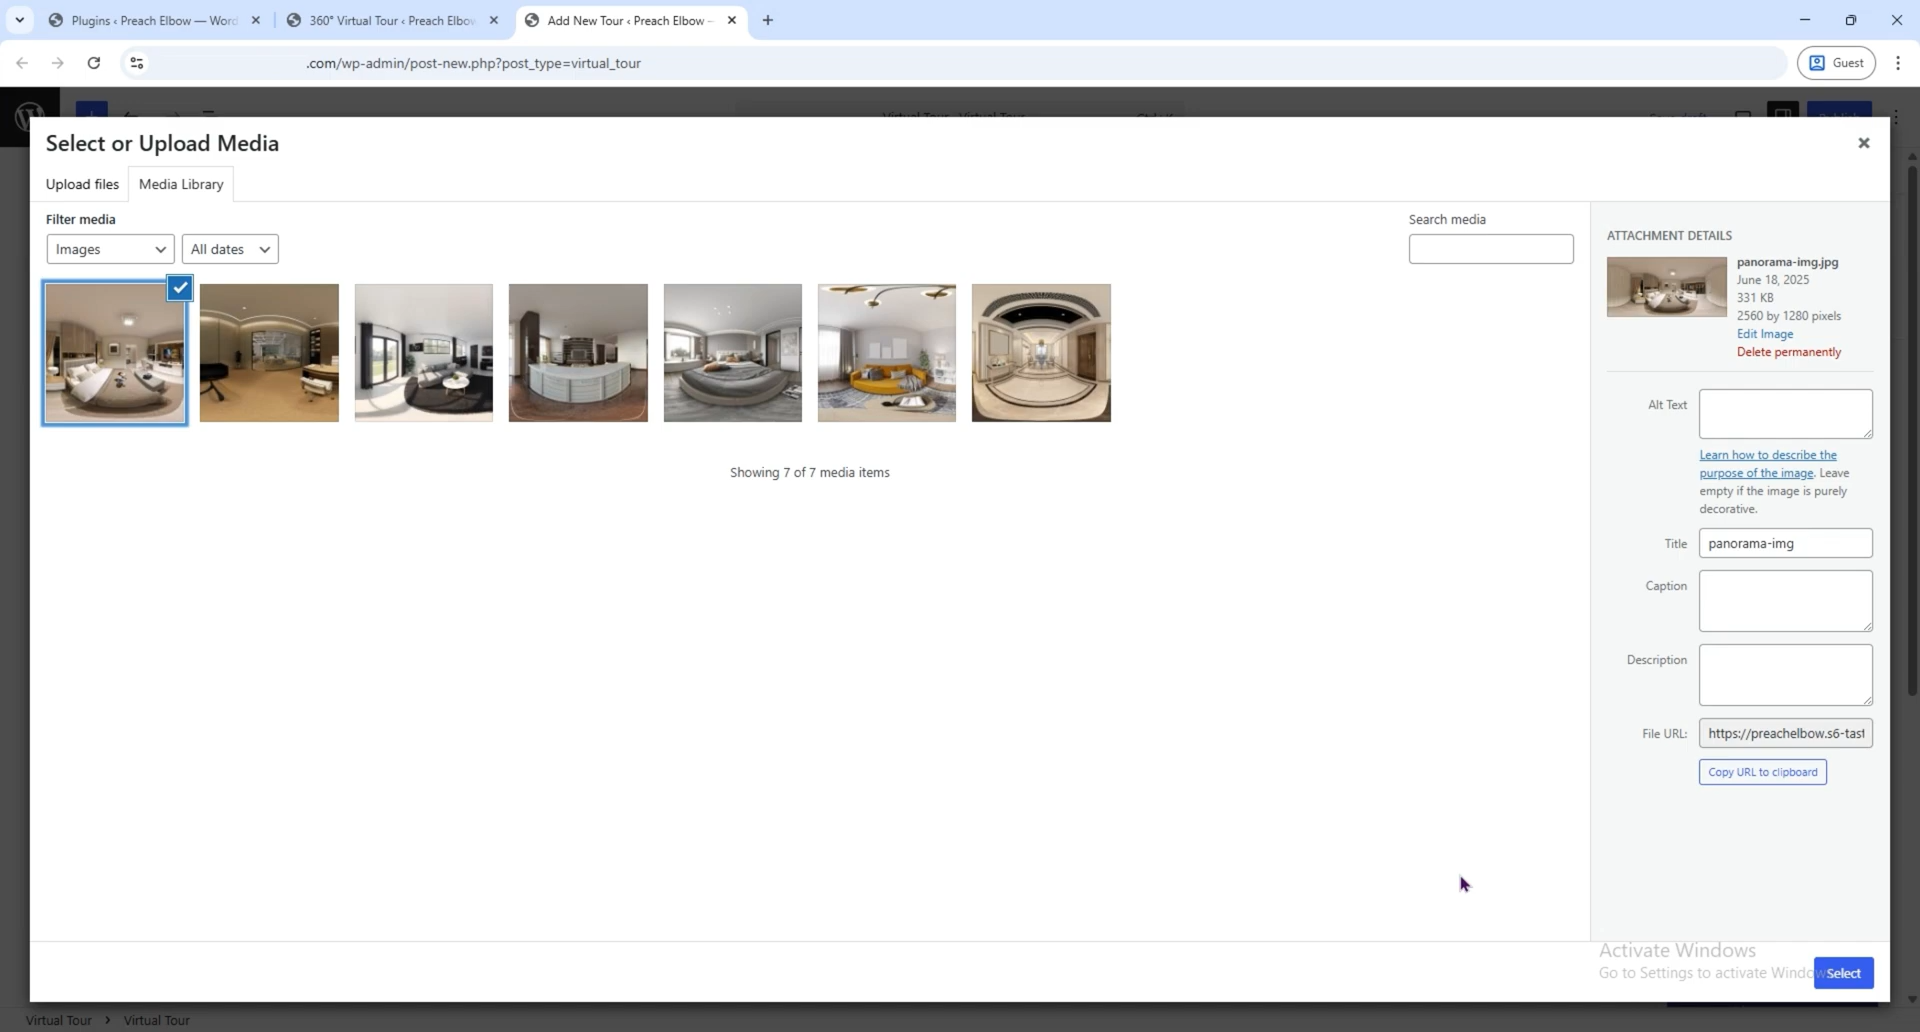 Plugins ‹ Preach Elbow — Word
360° Virtual Tour ‹ Preach Elbow
Add New Tour ‹ Preach Elbow –
.com/wp-admin/post-new.php?post_type=virtual_tour
Guest
Select or Upload Media
Upload files
Media Library
Filter media
Images
All dates
Search media
Showing 7 of 7 media items
ATTACHMENT DETAILS
panorama-img.jpg
June 18, 2025
331 KB
2560 by 1280 pixels
Edit Image
Delete permanently
Alt Text
Learn how to describe the
purpose of the image. Leave
empty if the image is purely
decorative.
Title
panorama-img
Caption
Description
File URL:
https://preachelbow.s6-tast
Copy URL to clipboard
Activate Windows
Go to Settings to activate Windows
Select
Virtual Tour
Virtual Tour